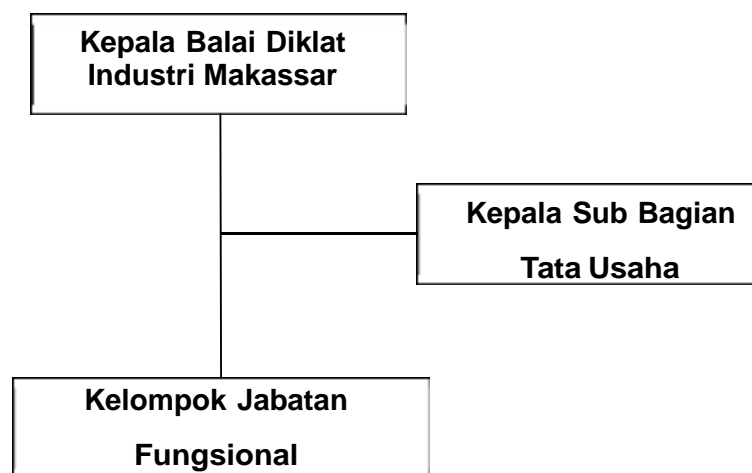 Kepala Balai Diklat
Industri Makassar
Kepala Sub Bagian
Tata Usaha
Kelompok Jabatan
Fungsional